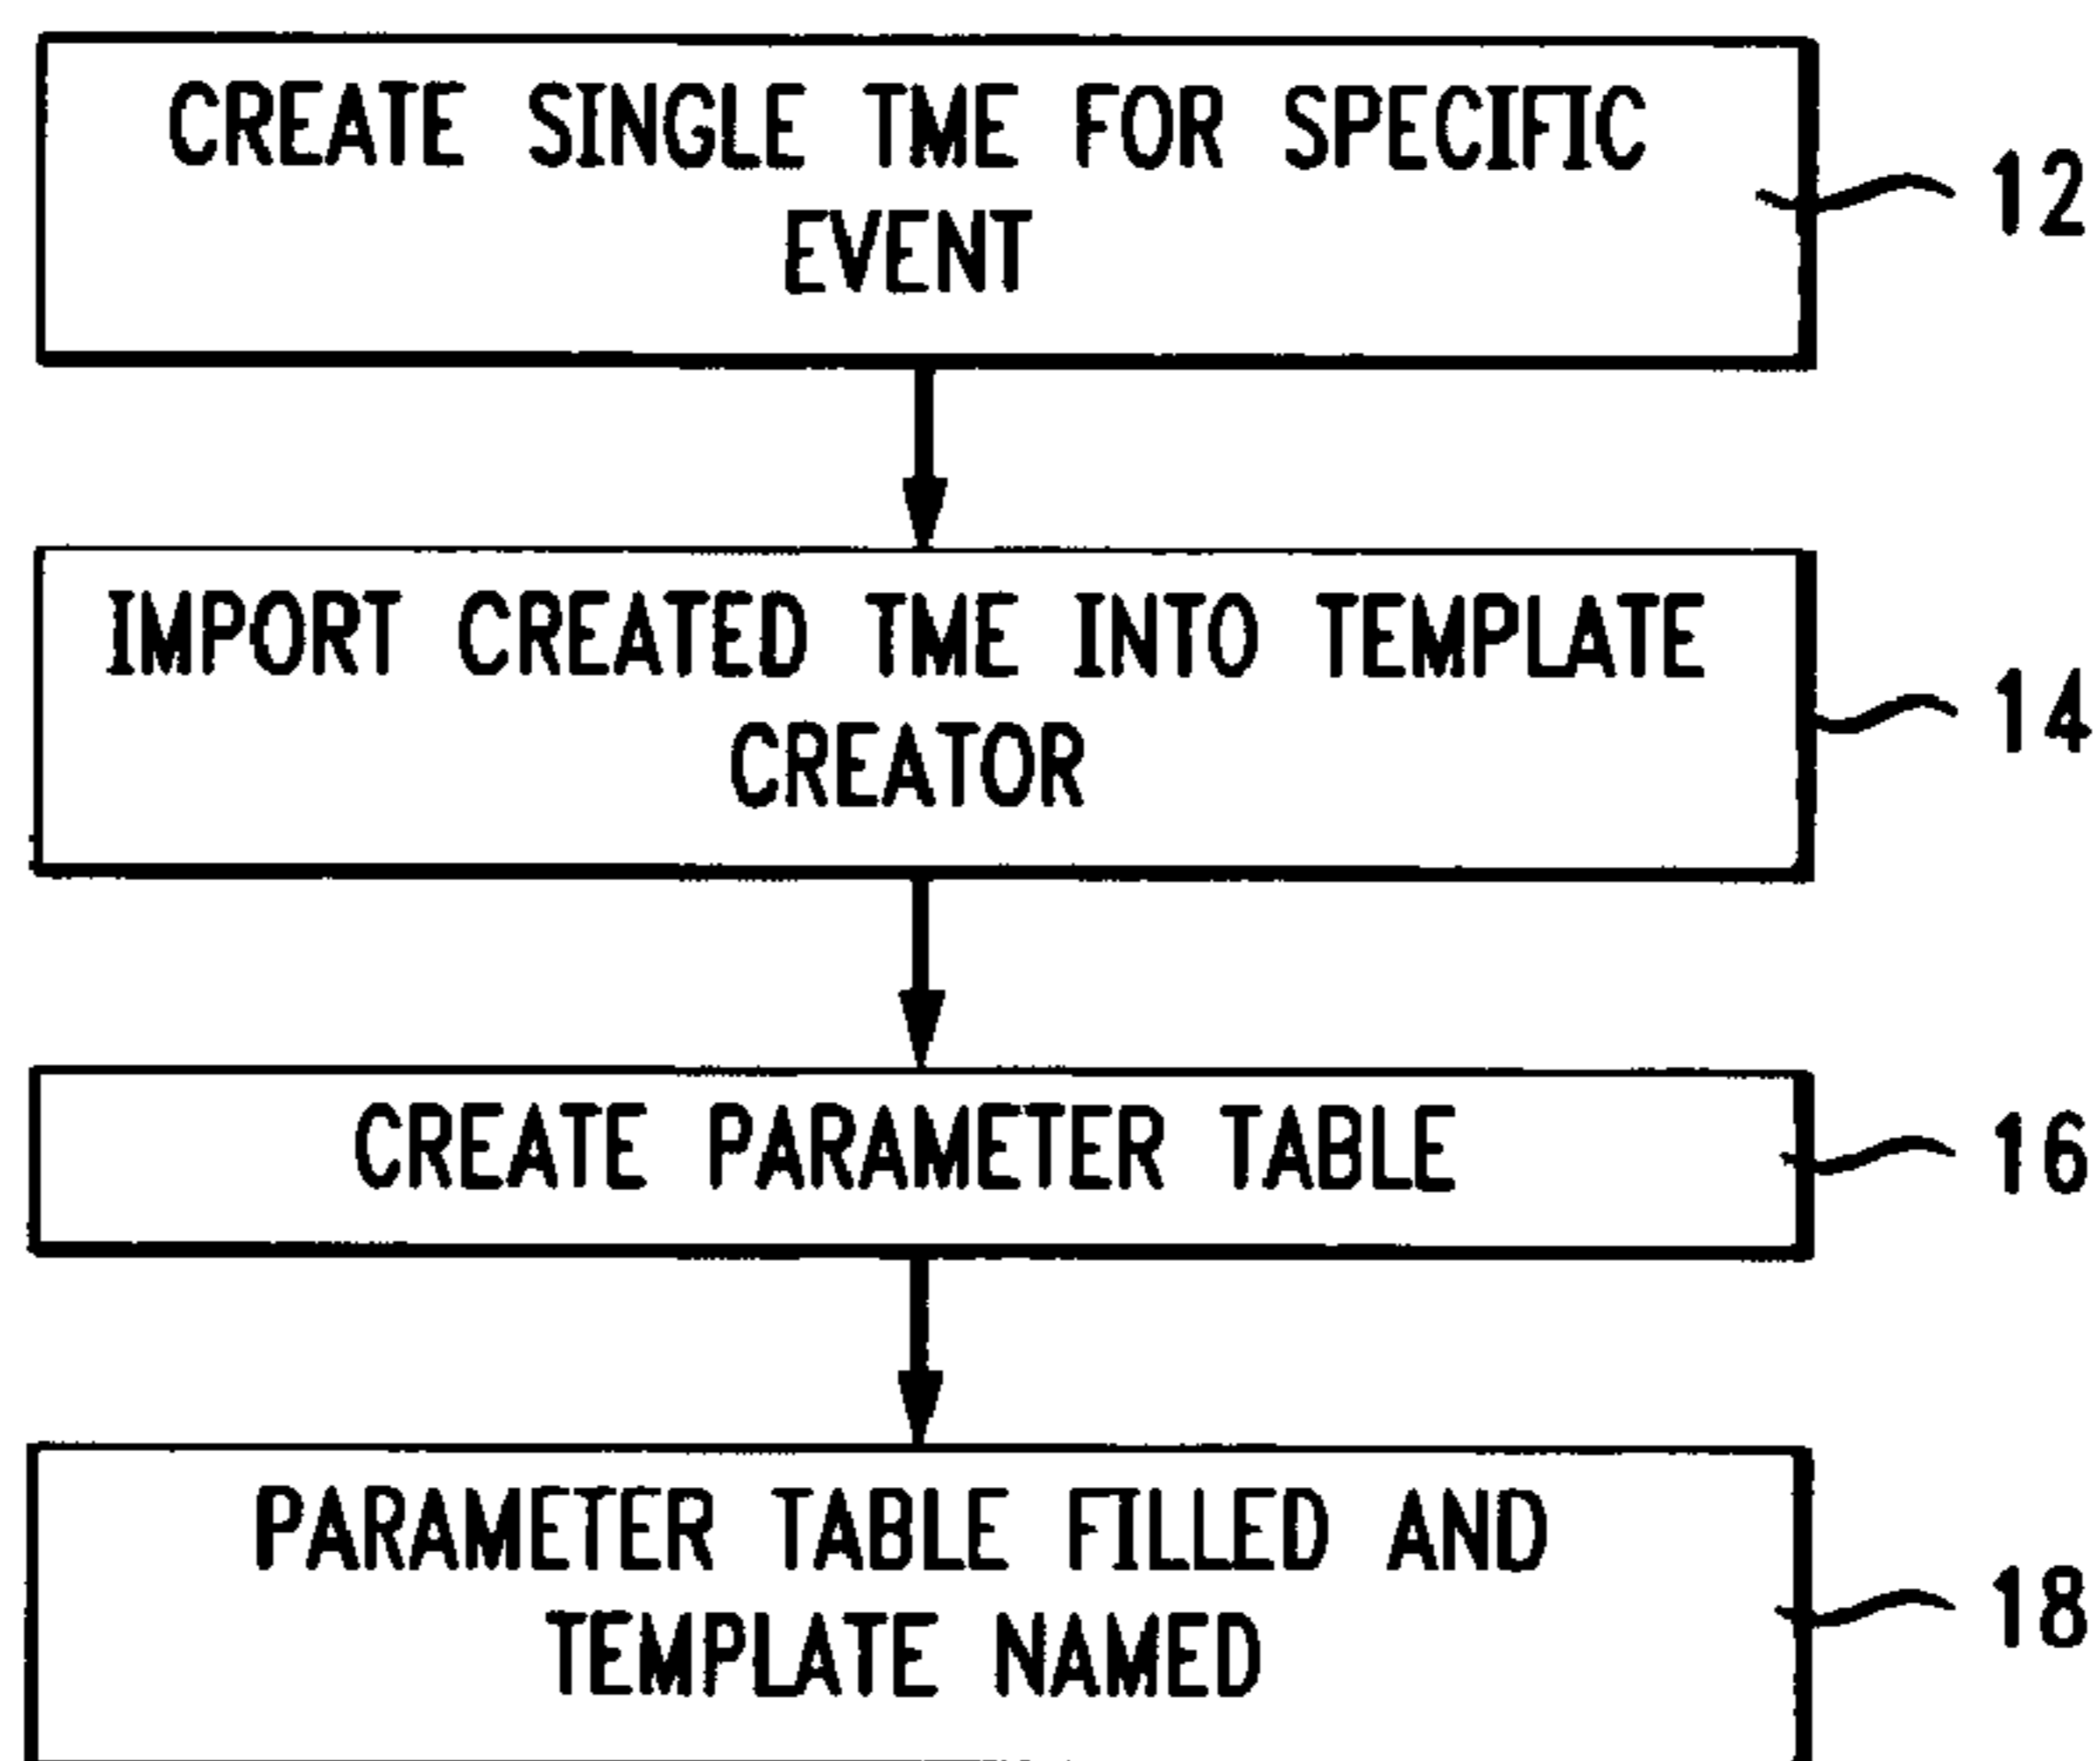 CREATE SINGLE TME FOR SPECIFIC
EVENT
12
IMPORT CREATED TME INTO TEMPLATE
CREATOR
14
CREATE PARAMETER TABLE
16
PARAMETER TABLE FILLED AND
TEMPLATE NAMED
18